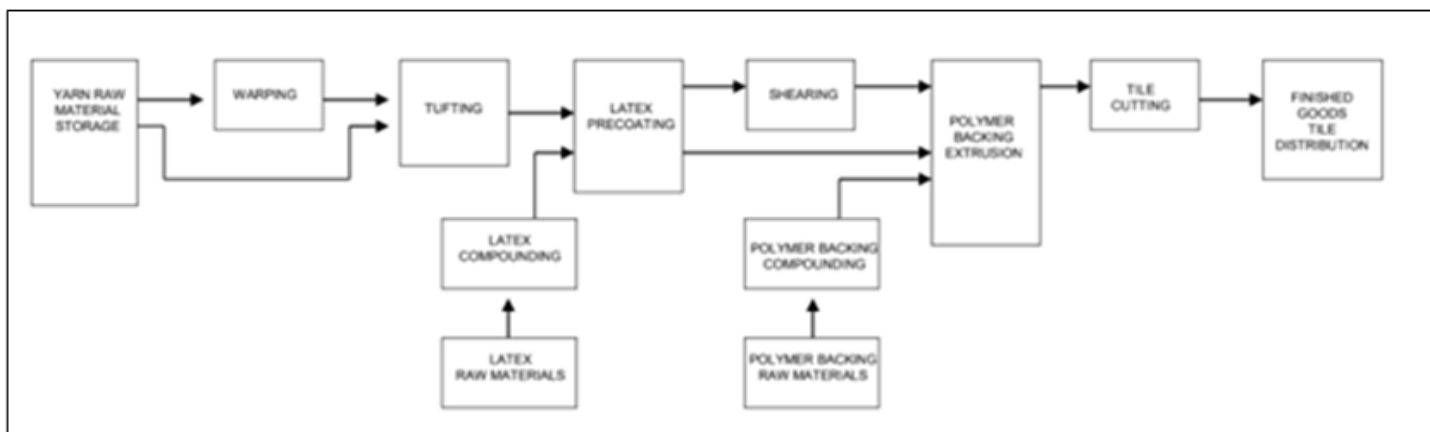 YARN RAW
MATERIAL
STORAGE
WARPING
TUFTING
LATEX
PRECOATING
SHEARING
POLYMER
BACKING
EXTRUSION
TILE
CUTTING
FINISHED
GOODS
TILE
DISTRIBUTION
LATEX
COMPOUNDING
POLYMER BACKING
COMPOUNDING
LATEX
RAW MATERIALS
POLYMER BACKING
RAW MATERIALS